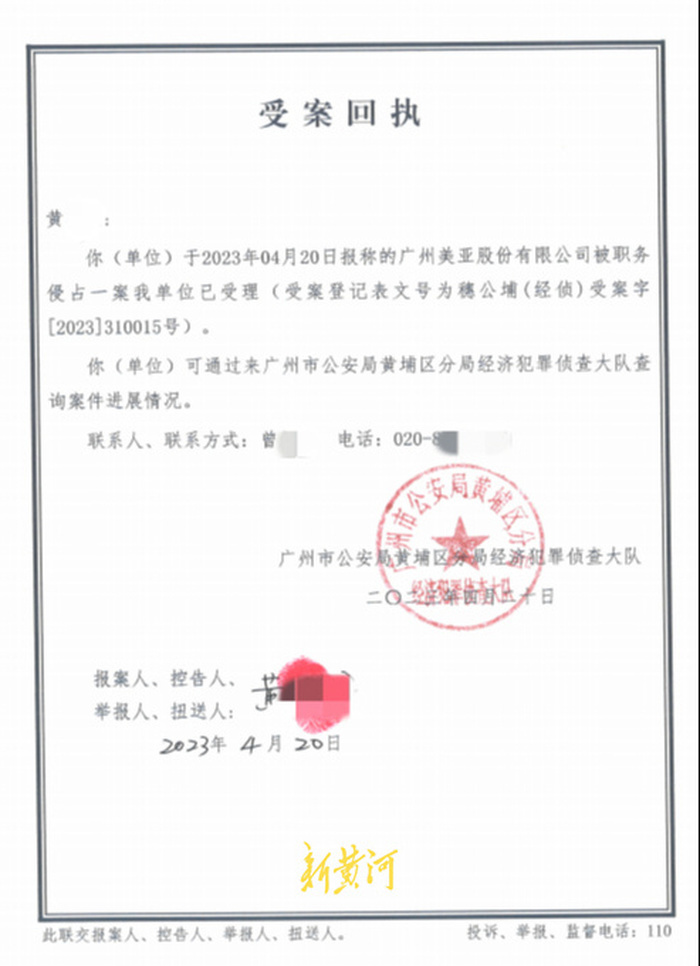 受案回执
黄 :
你（单位）于2023年04月20日报称的广州美亚股份有限公司被职务
侵占一案我单位已受理（受案登记表文号为穗公埔(经侦)受案字
[2023]310015号）。
你（单位）可通过来广州市公安局黄埔区分局经济犯罪侦查大队查
询案件进展情况。
联系人、联系方式：曾 电话：020-8
广州市公安局黄埔区分局
经济犯罪侦查大队
广州市公安局黄埔区分局经济犯罪侦查大队
二〇二三年四月二十日
报案人、控告人、 黄
举报人、扭送人：
2023年 4 月 20日
新黄河
此联交报案人、控告人、举报人、扭送人。 投诉、举报、监督电话：110